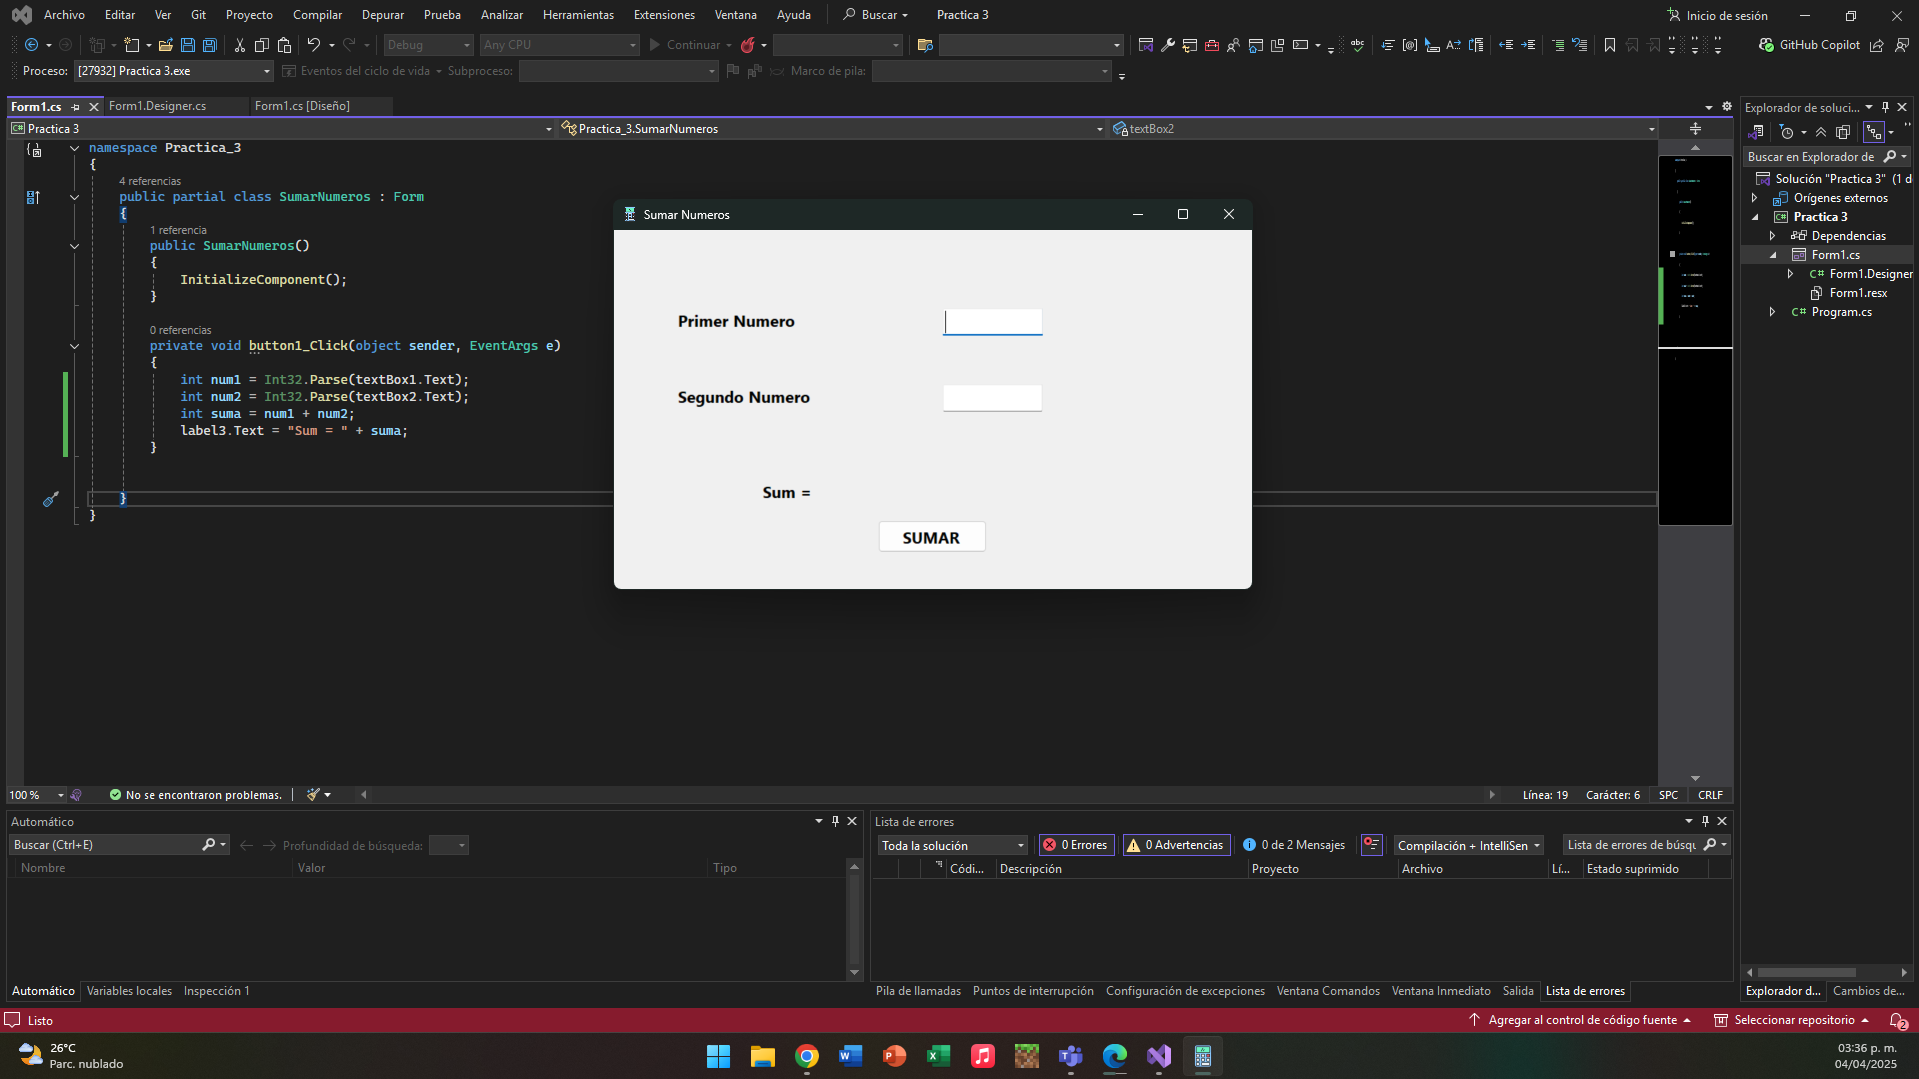 Archivo Editar Ver Git Proyecto Compilar Depurar Prueba Analizar Herramientas Extensiones Ventana Ayuda Buscar Practica 3 Inicio de sesión
Debug Any CPU Continuar GitHub Copilot
Proceso: [27932] Practica 3.exe Eventos del ciclo de vida Subproceso: Marco de pila:
Form1.cs Form1.Designer.cs Form1.cs [Diseño]
Practica 3 Practica_3.SumarNumeros textBox2
namespace Practica_3
{
4 referencias
public partial class SumarNumeros : Form
{
1 referencia
public SumarNumeros()
{
InitializeComponent();
}
0 referencias
private void button1_Click(object sender, EventArgs e)
{
int num1 = Int32.Parse(textBox1.Text);
int num2 = Int32.Parse(textBox2.Text);
int suma = num1 + num2;
label3.Text = "Sum = " + suma;
}
}
}
Sumar Numeros
Primer Numero
Segundo Numero
Sum =
SUMAR
Explorador de soluci...
Buscar en Explorador de
Solución "Practica 3" (1 d
Orígenes externos
Practica 3
Dependencias
Form1.cs
C# Form1.Designer
Form1.resx
C# Program.cs
100 % No se encontraron problemas. Línea: 19 Carácter: 6 SPC CRLF
Automático
Buscar (Ctrl+E) Profundidad de búsqueda:
Nombre Valor Tipo
Automático Variables locales Inspección 1
Lista de errores
Toda la solución 0 Errores 0 Advertencias 0 de 2 Mensajes Compilación + IntelliSen Lista de errores de búsqu
Códi... Descripción Proyecto Archivo Lí... Estado suprimido
Pila de llamadas Puntos de interrupción Configuración de excepciones Ventana Comandos Ventana Inmediato Salida Lista de errores
Explorador d... Cambios de...
Listo Agregar al control de código fuente Seleccionar repositorio 2
26°C
Parc. nublado
03:36 p. m.
04/04/2025